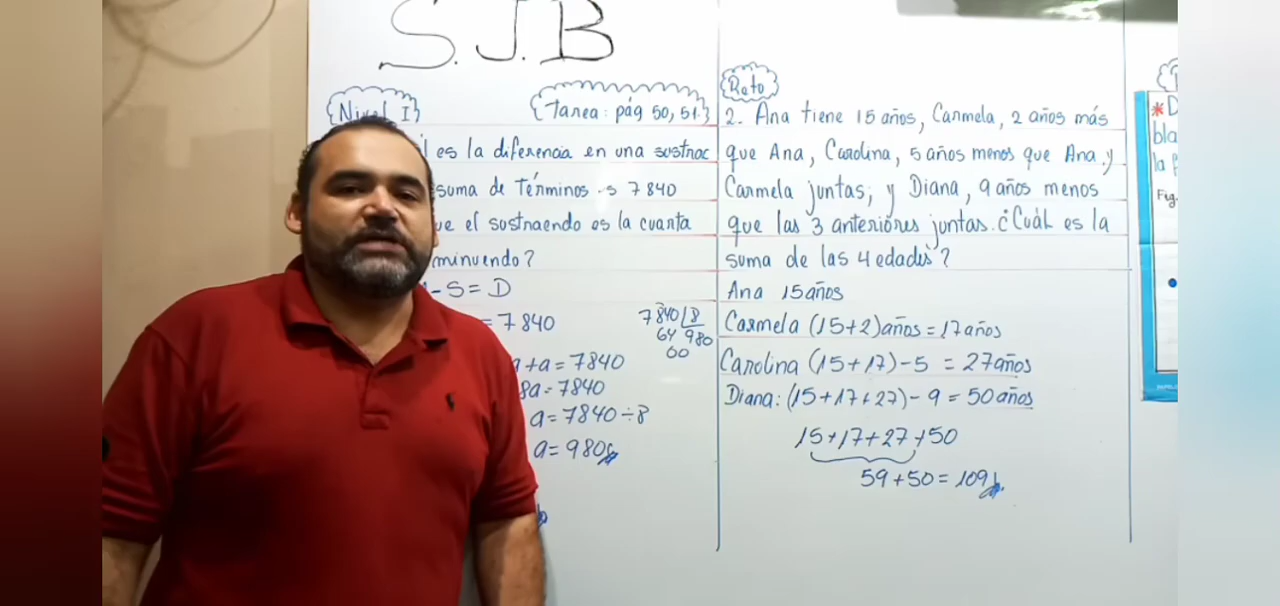 S.J.B
Nivel I
Tarea: pág 50, 51.
es la diferencia en una sustrac
suma de términos es 7 840
ue el sustraendo es la cuarta
minuendo?
- S = D
= 7 840
a + a = 7840
8a = 7840
a = 7840 ÷ 8
a = 980
7840 | 8
64 980
60
Reto
2. Ana tiene 15 años, Carmela, 2 años más
que Ana, Carolina, 5 años menos que Ana y
Carmela juntas; y Diana, 9 años menos
que las 3 anteriores juntas. ¿Cuál es la
suma de las 4 edades?
Ana 15 años
Carmela (15+2) años = 17 años
Carolina (15+17) - 5 = 27 años
Diana: (15+17+27) - 9 = 50 años
15+17+27+50
59+50 = 109
* D
bla
la
Fig.